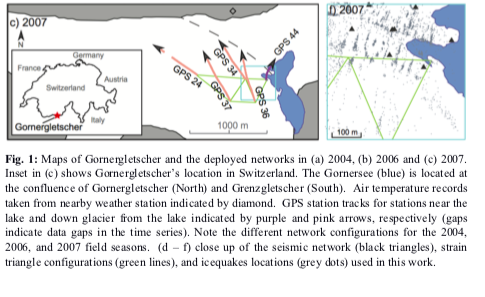 c) 2007
N
Germany
France
Austria
Switzerland
Italy
Gornergletscher
GPS 24
GPS 34
GPS 37
GPS 36
GPS 44
1000 m
f) 2007
100 m
Fig. 1: Maps of Gornergletscher and the deployed networks in (a) 2004, (b) 2006 and (c) 2007.
Inset in (c) shows Gornergletscher's location in Switzerland. The Gornersee (blue) is located at
the confluence of Gornergletscher (North) and Grenzgletscher (South). Air temperature records
taken from nearby weather station indicated by diamond. GPS station tracks for stations near the
lake and down glacier from the lake indicated by purple and pink arrows, respectively (gaps
indicate data gaps in the time series). Note the different network configurations for the 2004,
2006, and 2007 field seasons. (d – f) close up of the seismic network (black triangles), strain
triangle configurations (green lines), and icequakes locations (grey dots) used in this work.